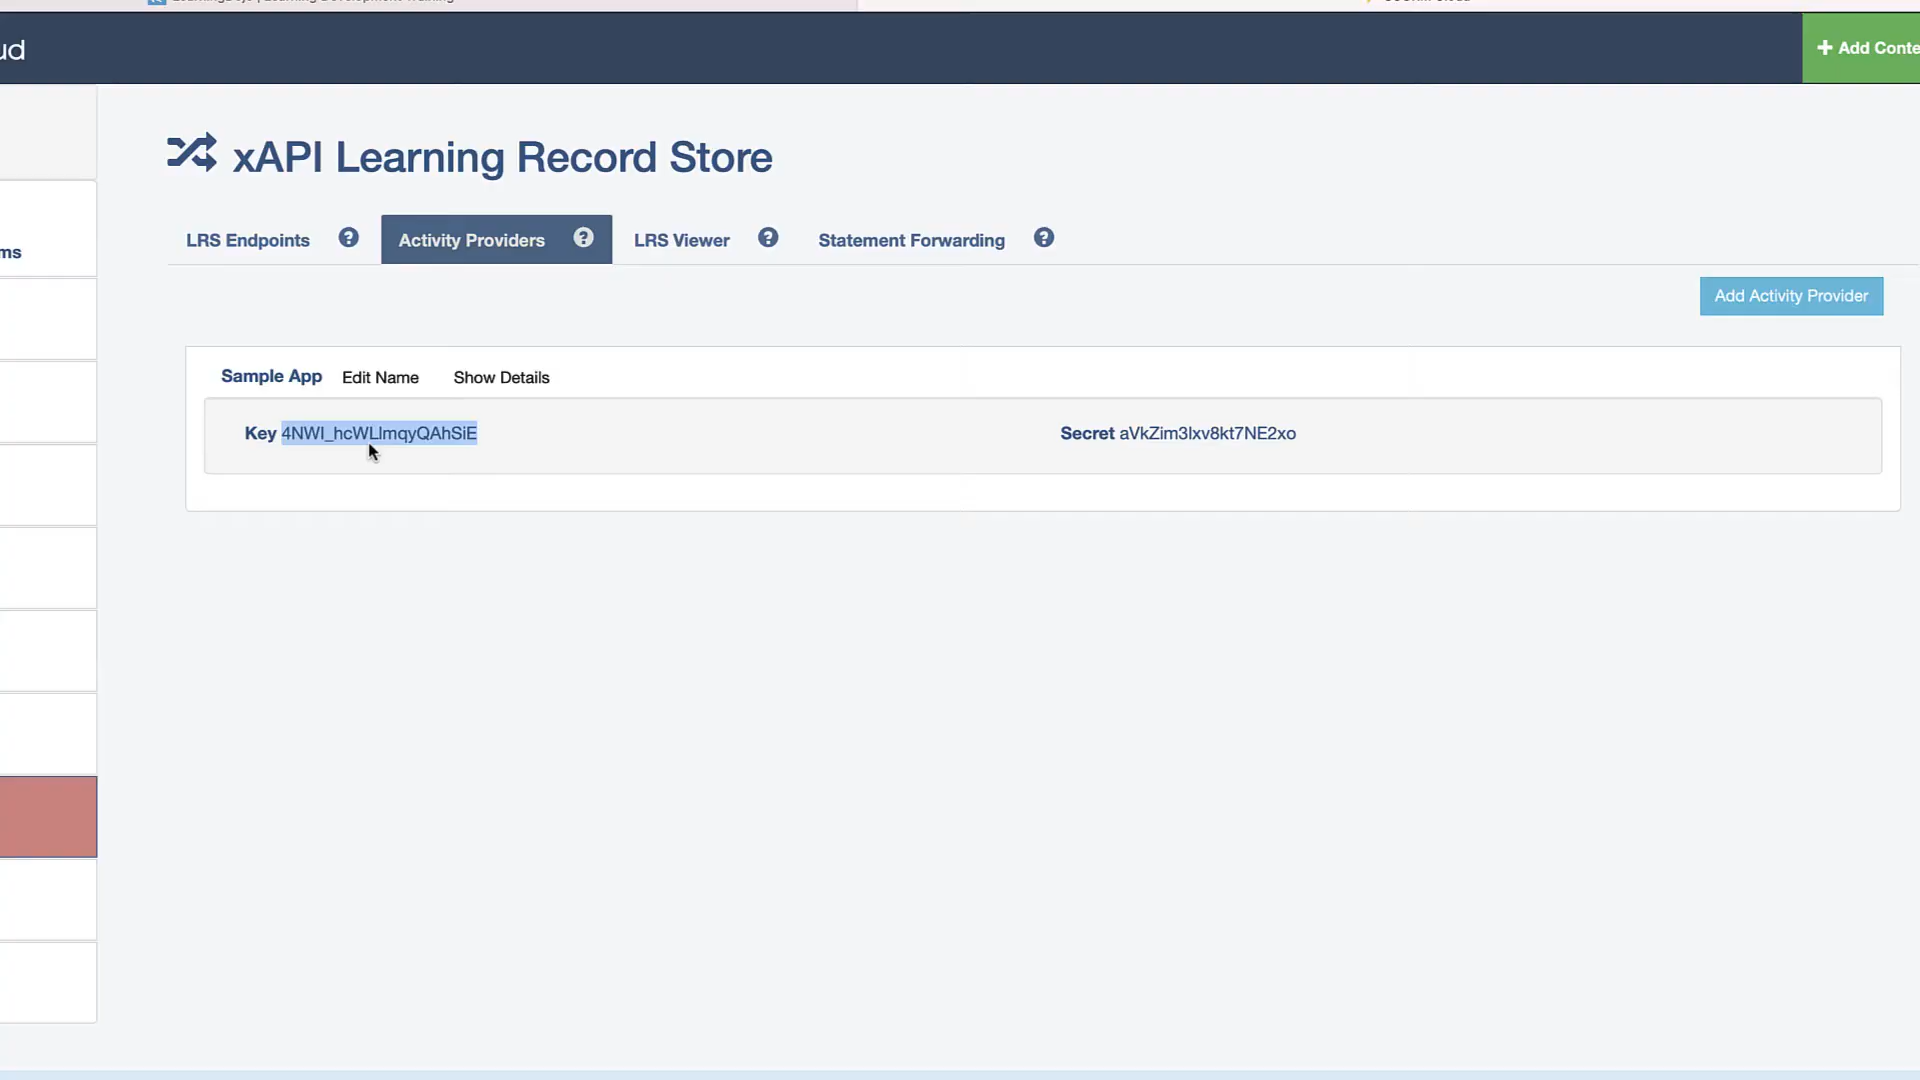 ud
+ Add Conte
xAPI Learning Record Store
LRS Endpoints ? Activity Providers ? LRS Viewer ? Statement Forwarding ?
ms
Add Activity Provider
Sample App Edit Name Show Details
Key 4NWI_hcWLlmqyQAhSiE Secret aVkZim3lxv8kt7NE2xo